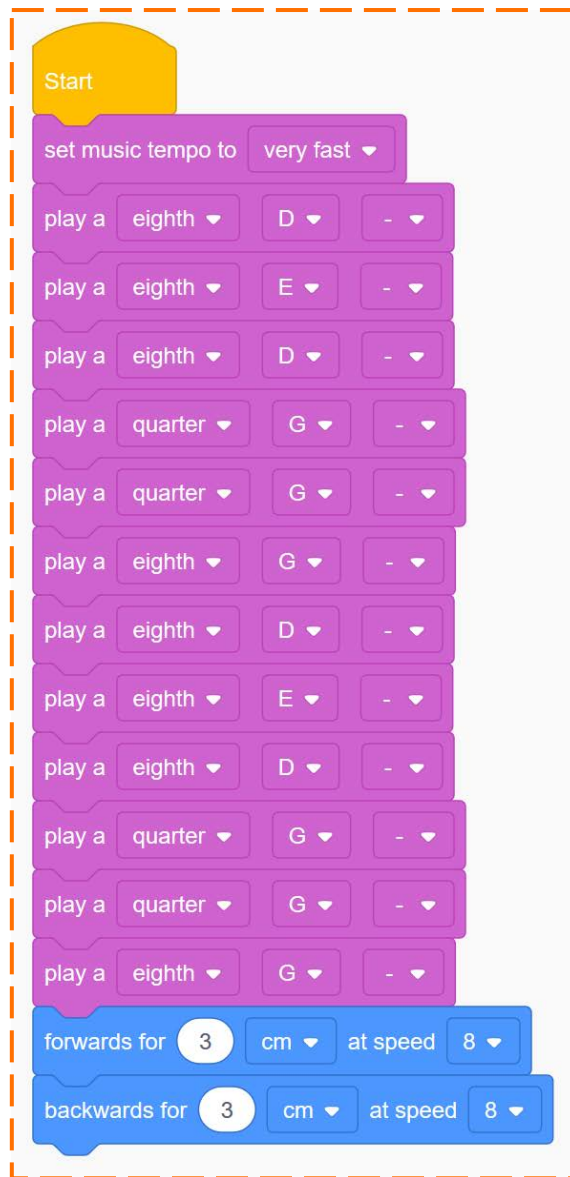 Start
set music tempo to very fast
play a eighth D -
play a eighth E -
play a eighth D -
play a quarter G -
play a quarter G -
play a eighth G -
play a eighth D -
play a eighth E -
play a eighth D -
play a quarter G -
play a quarter G -
play a eighth G -
forwards for 3 cm at speed 8
backwards for 3 cm at speed 8